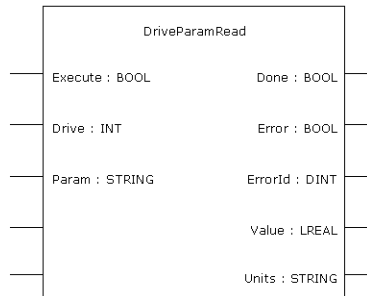 DriveParamRead
Execute : BOOL Done : BOOL
Drive : INT Error : BOOL
Param : STRING ErrorId : DINT
Value : LREAL
Units : STRING